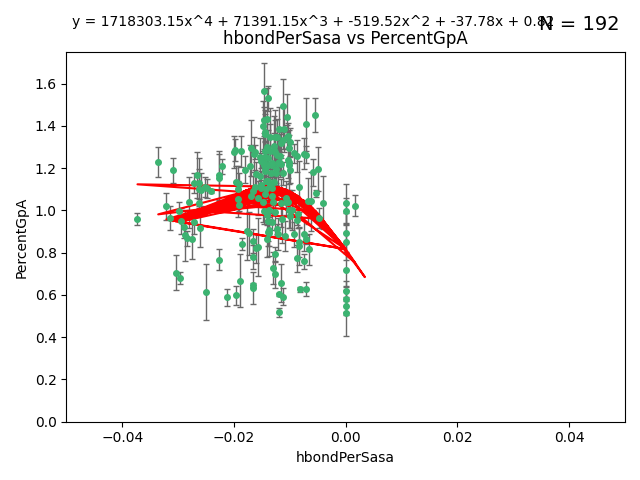 y = 1718303.15x^4 + 71391.15x^3 + -519.52x^2 + -37.78x + 0.82
N = 192
hbondPerSasa vs PercentGpA
PercentGpA
1.6
1.4
1.2
1.0
0.8
0.6
0.4
0.2
0.0
−0.04 −0.02 0.00 0.02 0.04
hbondPerSasa